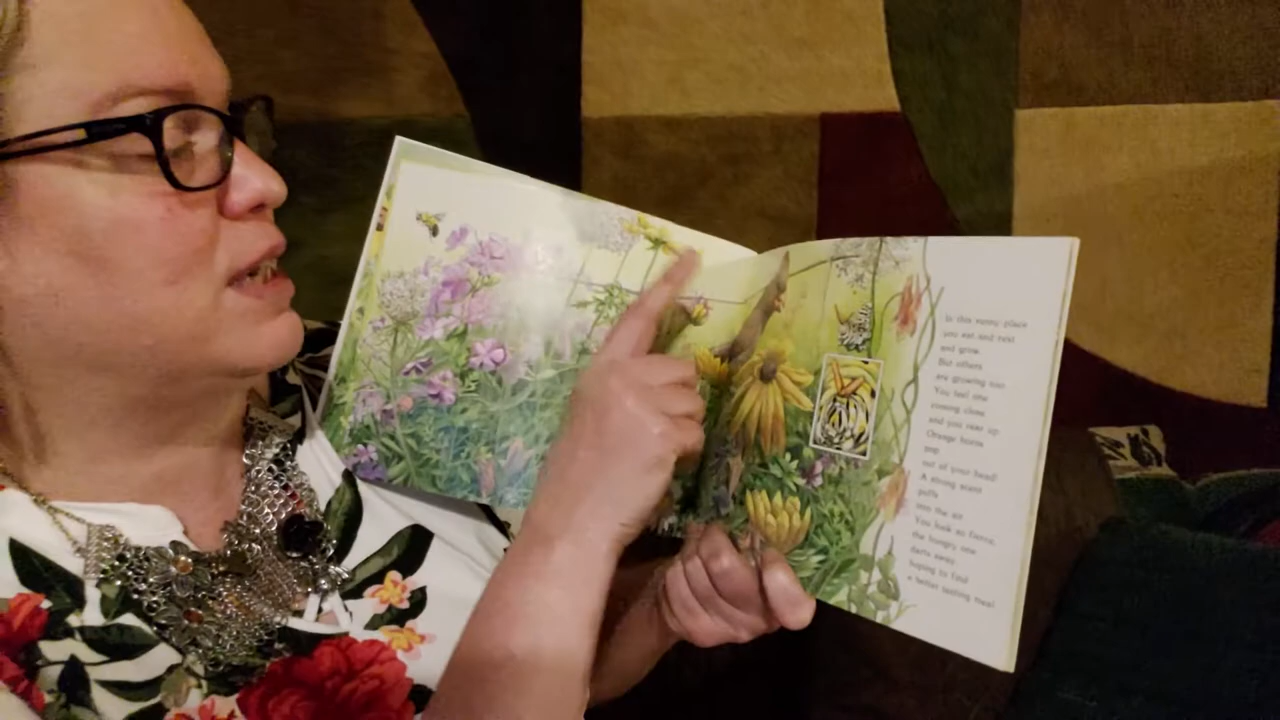 In this sunny place
you eat and rest
and grow.
But others
are growing too.
You feel one
coming close,
and you rear up.
Orange horns
pop
out of your head!
A strong scent
puffs
into the air.
You look so fierce,
the hungry one
darts away
hoping to find
a better tasting meal.